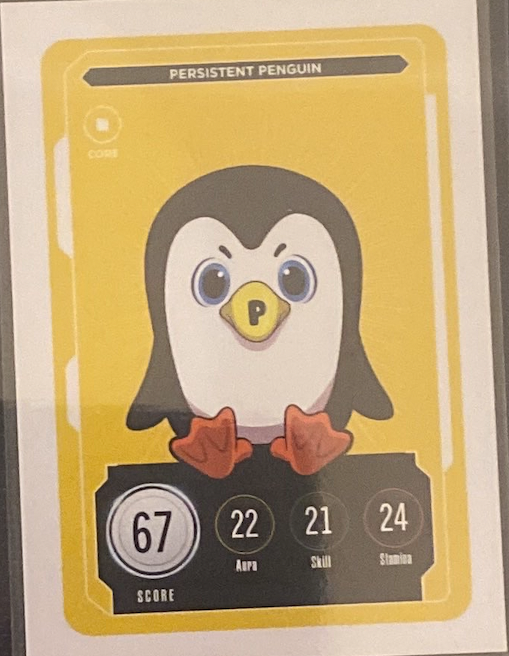 PERSISTENT PENGUIN
CORE
P
67
22
21
24
Aura
Skill
Stamina
SCORE